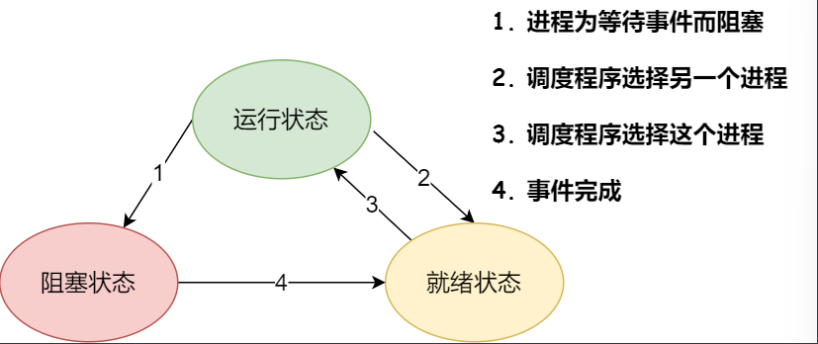 1. 进程为等待事件而阻塞
2. 调度程序选择另一个进程
3. 调度程序选择这个进程
4. 事件完成
运行状态
1
2
3
阻塞状态
4
就绪状态